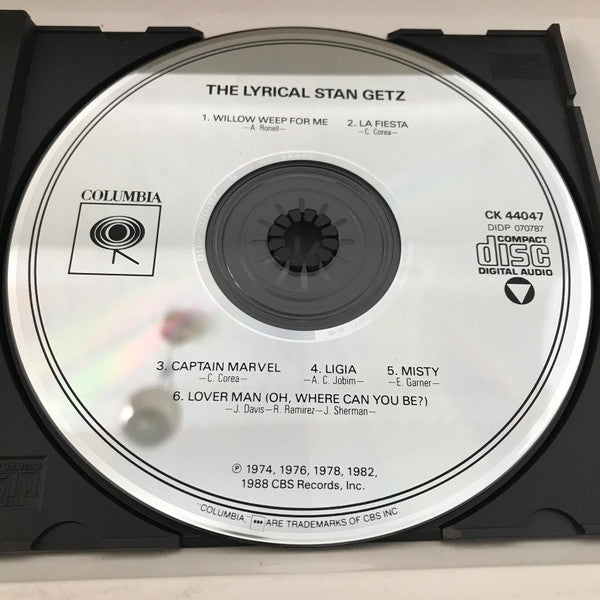 THE LYRICAL STAN GETZ
1. WILLOW WEEP FOR ME 2. LA FIESTA
—A. Ronell— —C. Corea—
COLUMBIA
CK 44047
DIDP 070787
COMPACT
disc
DIGITAL AUDIO
3. CAPTAIN MARVEL 4. LIGIA 5. MISTY
—C. Corea— —A. C. Jobim— —E. Garner—
6. LOVER MAN (OH, WHERE CAN YOU BE?)
—J. Davis—R. Ramirez—J. Sherman—
℗ 1974, 1976, 1978, 1982,
1988 CBS Records, Inc.
"COLUMBIA, ARE TRADEMARKS OF CBS INC.